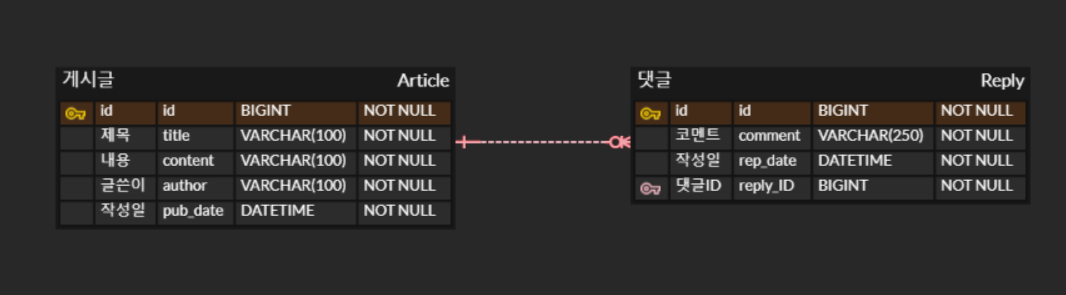 게시글 Article
id id BIGINT NOT NULL
제목 title VARCHAR(100) NOT NULL
내용 content VARCHAR(100) NOT NULL
글쓴이 author VARCHAR(100) NOT NULL
작성일 pub_date DATETIME NOT NULL
댓글 Reply
id id BIGINT NOT NULL
코멘트 comment VARCHAR(250) NOT NULL
작성일 rep_date DATETIME NOT NULL
댓글ID reply_ID BIGINT NOT NULL